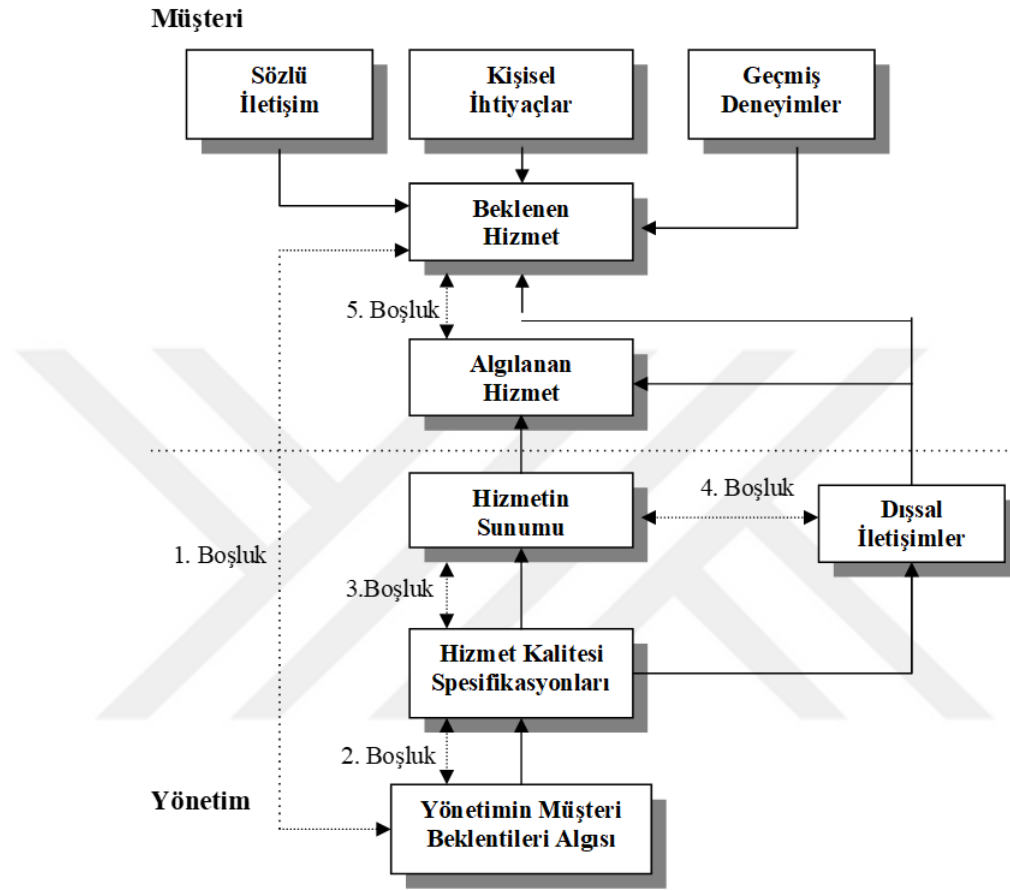 Müşteri
Sözlü
İletişim
Kişisel
İhtiyaçlar
Geçmiş
Deneyimler
Beklenen
Hizmet
5. Boşluk
Algılanan
Hizmet
Hizmetin
Sunumu
4. Boşluk
Dışsal
İletişimler
1. Boşluk
3.Boşluk
Hizmet Kalitesi
Spesifikasyonları
2. Boşluk
Yönetim
Yönetimin Müşteri
Beklentileri Algısı